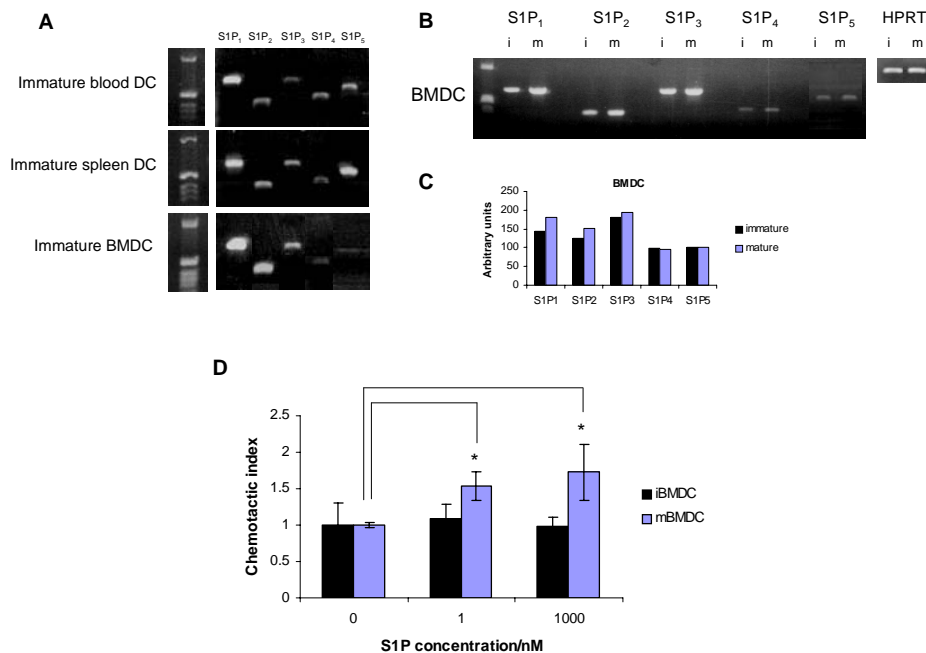 A
S1P1 S1P2 S1P3 S1P4 S1P5
Immature blood DC
Immature spleen DC
Immature BMDC
B
S1P1 S1P2 S1P3 S1P4 S1P5 HPRT
i m i m i m i m i m i m
BMDC
C
BMDC
Arbitrary units
250
200
150
100
50
0
S1P1 S1P2 S1P3 S1P4 S1P5
immature
mature
D
Chemotactic index
2.5
2
1.5
1
0.5
0
* *
0 1 1000
S1P concentration/nM
iBMDC
mBMDC